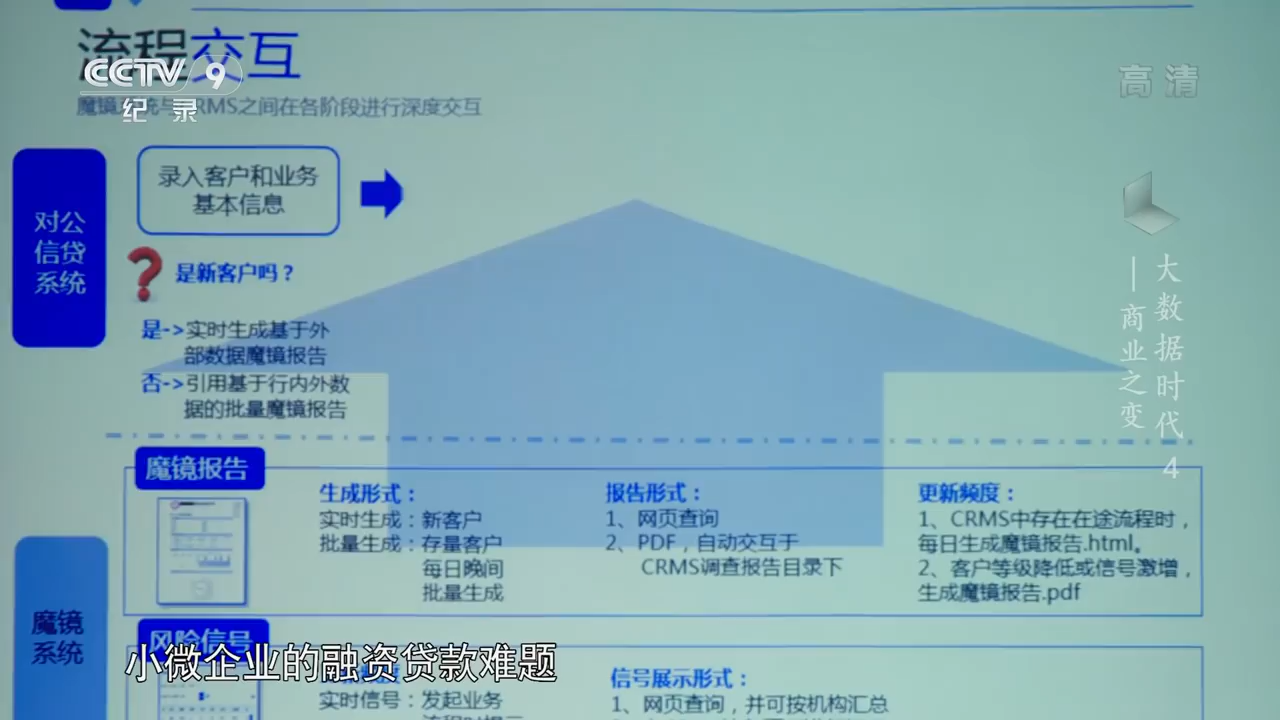 流程交互
CCTV 9
纪录
高清
魔镜系统与CRMS之间在各阶段进行深度交互
对公
信贷
系统
录入客户和业务
基本信息
?
是新客户吗？
是->实时生成基于外
部数据魔镜报告
否->引用基于行内外数
据的批量魔镜报告
大数据时代 4
—商业之变
魔镜报告
生成形式：
实时生成：新客户
批量生成：存量客户
每日晚间
批量生成
报告形式：
1、网页查询
2、PDF，自动交互于
CRMS调查报告目录下
更新频度：
1、CRMS中存在在途流程时，
每日生成魔镜报告.html。
2、客户等级降低或信号激增，
生成魔镜报告.pdf
魔镜
系统
风险信号
实时信号：发起业务
信号展示形式：
1、网页查询，并可按机构汇总
小微企业的融资贷款难题